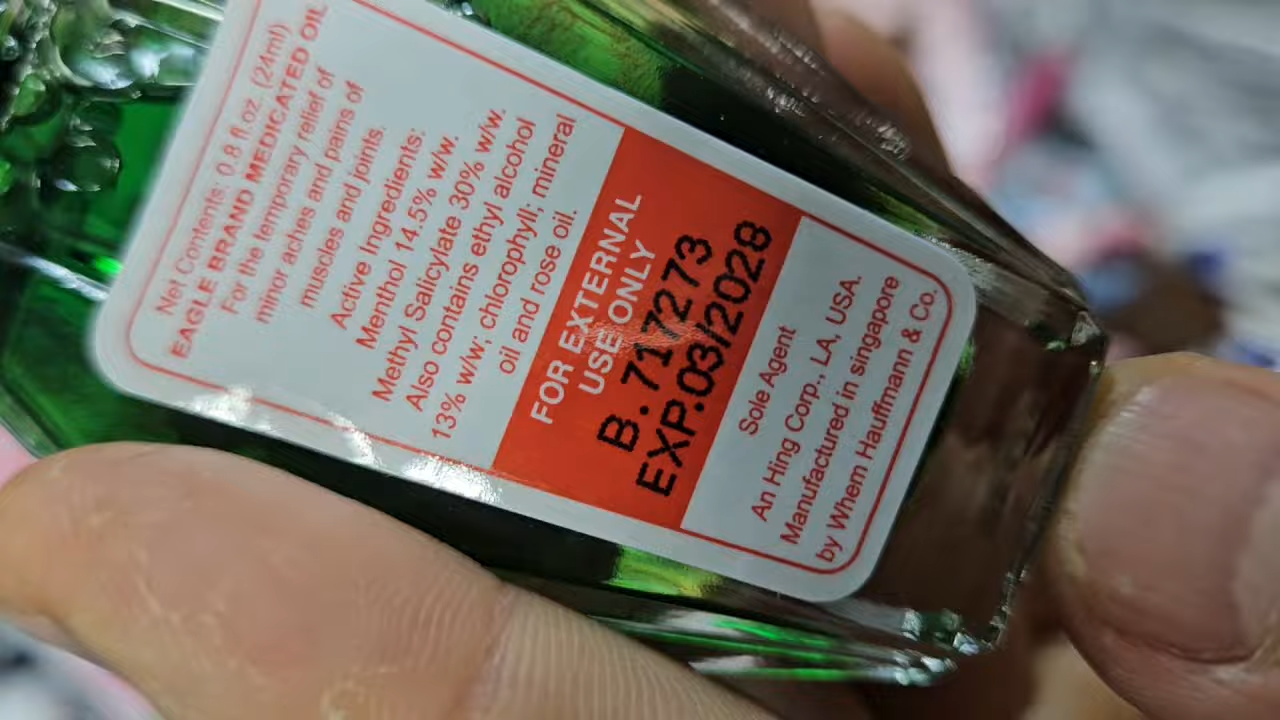 Net Contents: 0.8 fl.oz. (24ml)
EAGLE BRAND MEDICATED OIL
For the temporary relief of
minor aches and pains of
muscles and joints.
Active Ingredients:
Menthol 14.5% w/w.
Methyl Salicylate 30% w/w.
Also contains ethyl alcohol
13% w/w; chlorophyll; mineral
oil and rose oil.
FOR EXTERNAL
USE ONLY
B. 717273
EXP.03/2028
Sole Agent
An Hing Corp., LA, USA.
Manufactured in singapore
by Whem Hauffmann & Co.